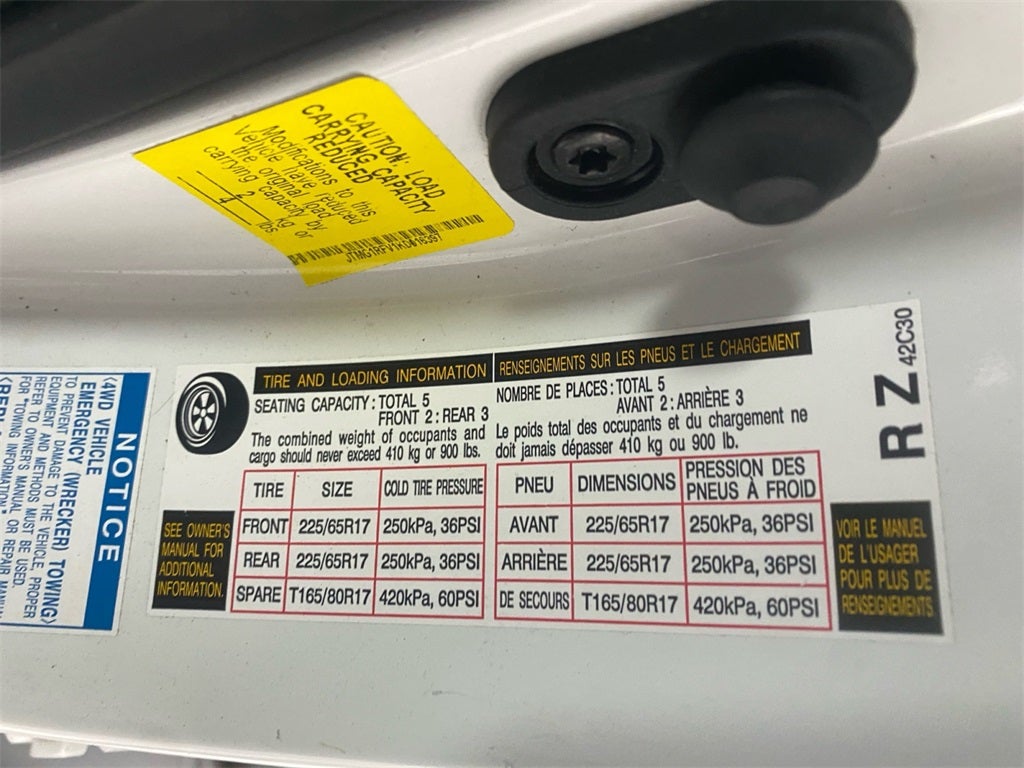 CAUTION: LOAD
CARRYING CAPACITY
REDUCED
Modifications to this
vehicle have reduced
the original load
carrying capacity by
2 kg or
4 lbs.
NOTICE
⟨4WD VEHICLE
EMERGENCY (WRECKER) TOWING⟩
TO PREVENT DAMAGE TO THE VEHICLE, PROPER
EQUIPMENT AND METHODS MUST BE USED.
REFER TO OWNER'S MANUAL OR REPAIR MANUAL
FOR "TOWING INFORMATION".
TIRE AND LOADING INFORMATION
SEATING CAPACITY: TOTAL 5
FRONT 2: REAR 3
The combined weight of occupants and
cargo should never exceed 410 kg or 900 lbs.
TIRE SIZE COLD TIRE PRESSURE
FRONT 225/65R17 250kPa, 36PSI
REAR 225/65R17 250kPa, 36PSI
SPARE T165/80R17 420kPa, 60PSI
SEE OWNER'S
MANUAL FOR
ADDITIONAL
INFORMATION.
RENSEIGNEMENTS SUR LES PNEUS ET LE CHARGEMENT
NOMBRE DE PLACES: TOTAL 5
AVANT 2: ARRIÈRE 3
Le poids total des occupants et du chargement ne
doit jamais dépasser 410 kg ou 900 lb.
PNEU DIMENSIONS PRESSION DES
PNEUS À FROID
AVANT 225/65R17 250kPa, 36PSI
ARRIÈRE 225/65R17 250kPa, 36PSI
DE SECOURS T165/80R17 420kPa, 60PSI
VOIR LE MANUEL
DE L'USAGER
POUR PLUS DE
RENSEIGNEMENTS
R Z 42C30